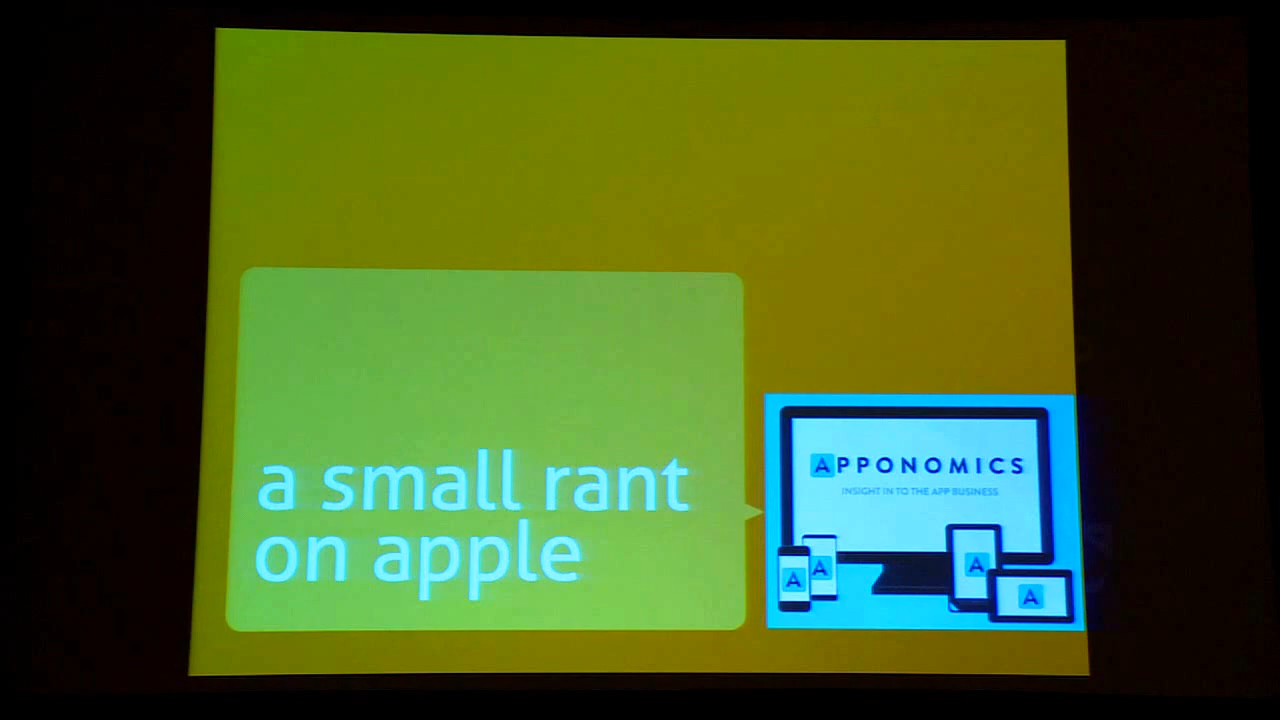 a small rant
on apple
APPONOMICS
INSIGHT IN TO THE APP BUSINESS
A
A
A
A